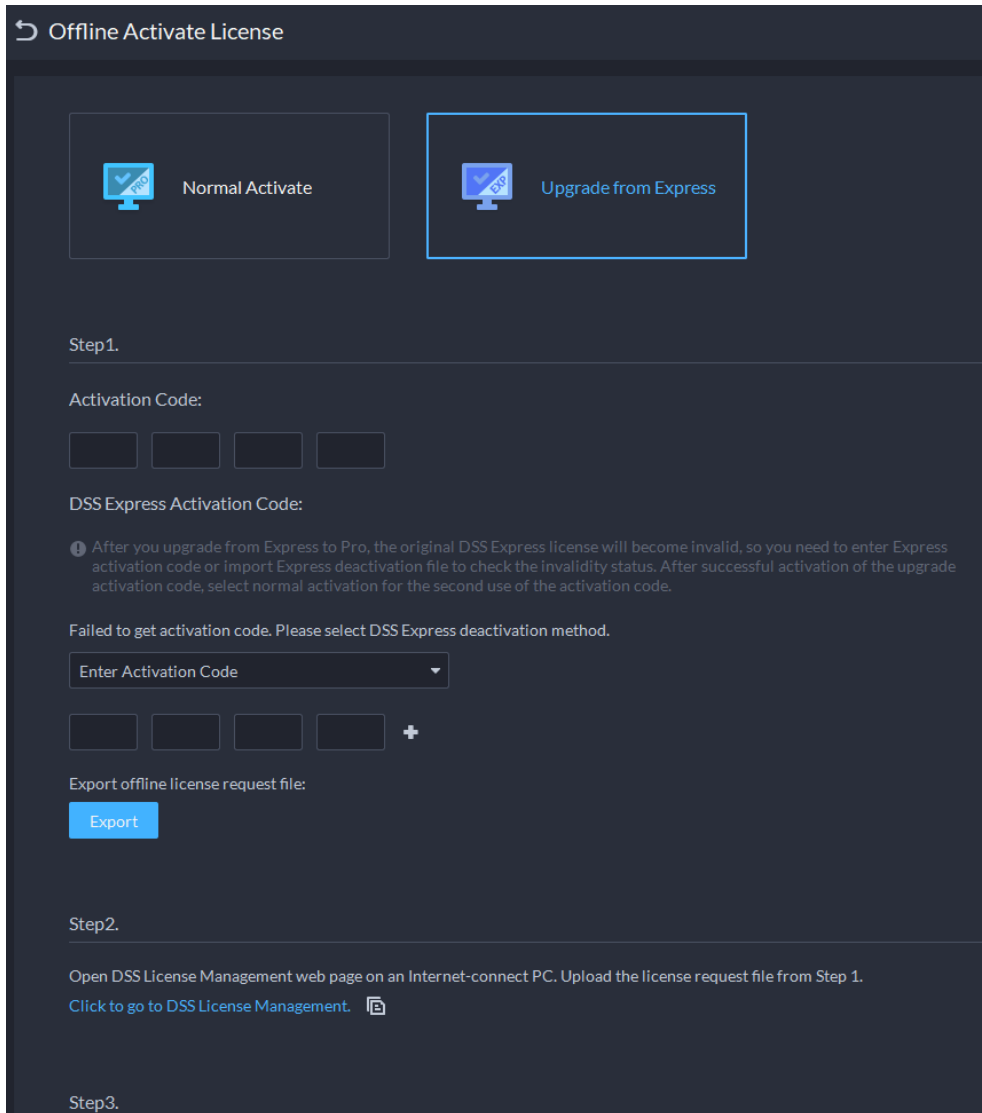 Offline Activate License
PRO
Normal Activate
EXP
Upgrade from Express
Step1.
Activation Code:
DSS Express Activation Code:
After you upgrade from Express to Pro, the original DSS Express license will become invalid, so you need to enter Express
activation code or import Express deactivation file to check the invalidity status. After successful activation of the upgrade
activation code, select normal activation for the second use of the activation code.
Failed to get activation code. Please select DSS Express deactivation method.
Enter Activation Code
Export offline license request file:
Export
Step2.
Open DSS License Management web page on an Internet-connect PC. Upload the license request file from Step 1.
Click to go to DSS License Management.
Step3.